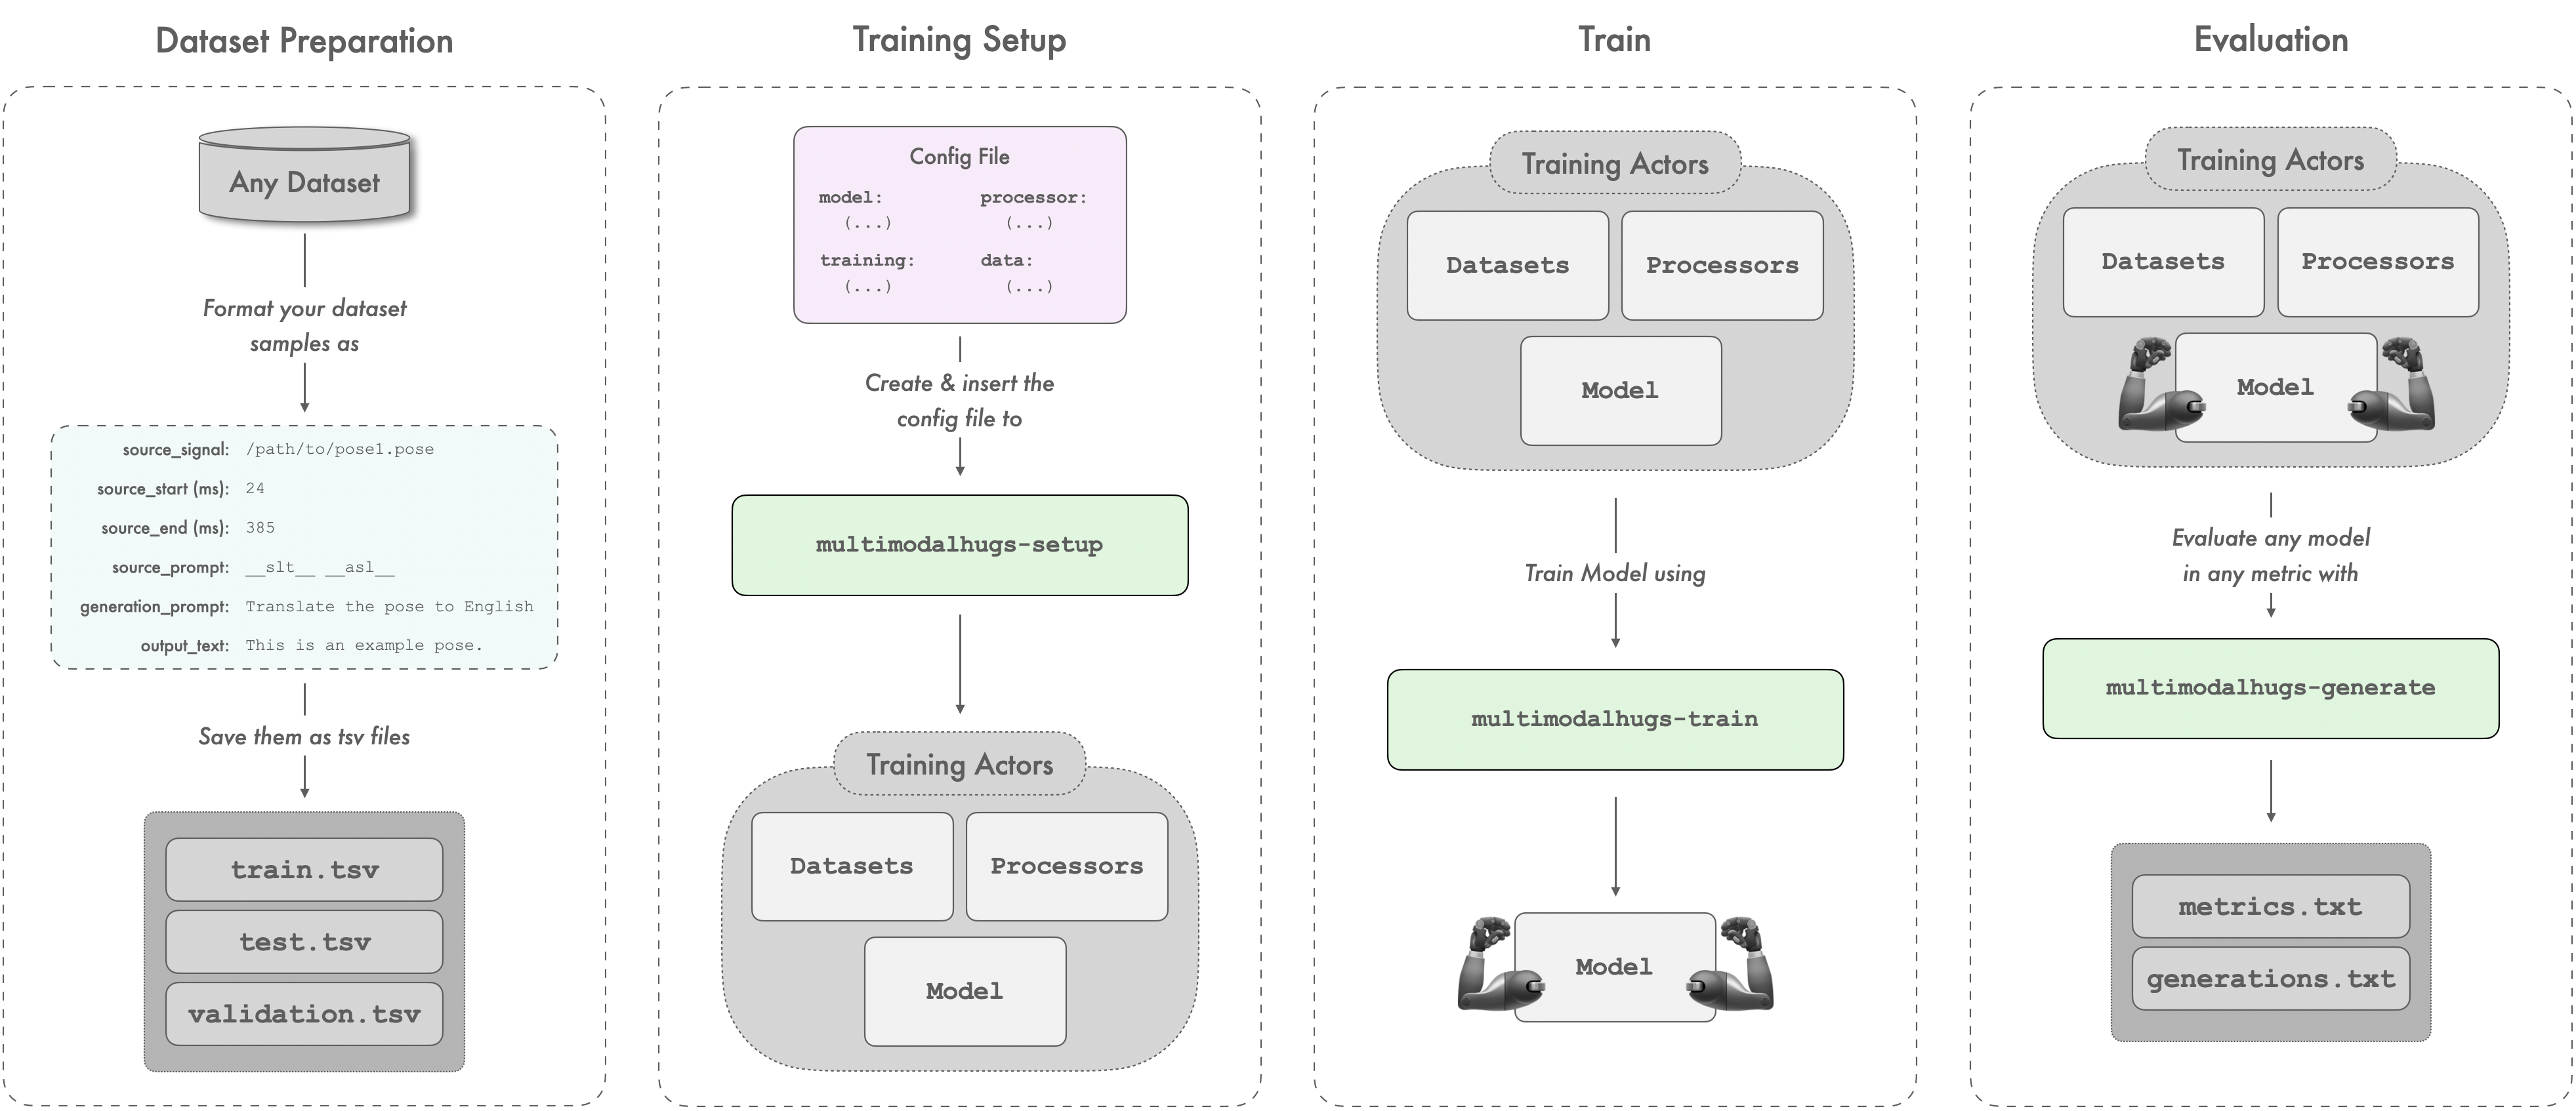 Dataset Preparation
Any Dataset
Format your dataset
samples as
source_signal: /path/to/pose1.pose
source_start (ms): 24
source_end (ms): 385
source_prompt: __slt__ __asl__
generation_prompt: Translate the pose to English
output_text: This is an example pose.
Save them as tsv files
train.tsv
test.tsv
validation.tsv
Training Setup
Config File
model: processor:
(...) (...)
training: data:
(...) (...)
Create & insert the
config file to
multimodalhugs-setup
Training Actors
Datasets Processors
Model
Train
Training Actors
Datasets Processors
Model
Train Model using
multimodalhugs-train
Model
Evaluation
Training Actors
Datasets Processors
Model
Evaluate any model
in any metric with
multimodalhugs-generate
metrics.txt
generations.txt